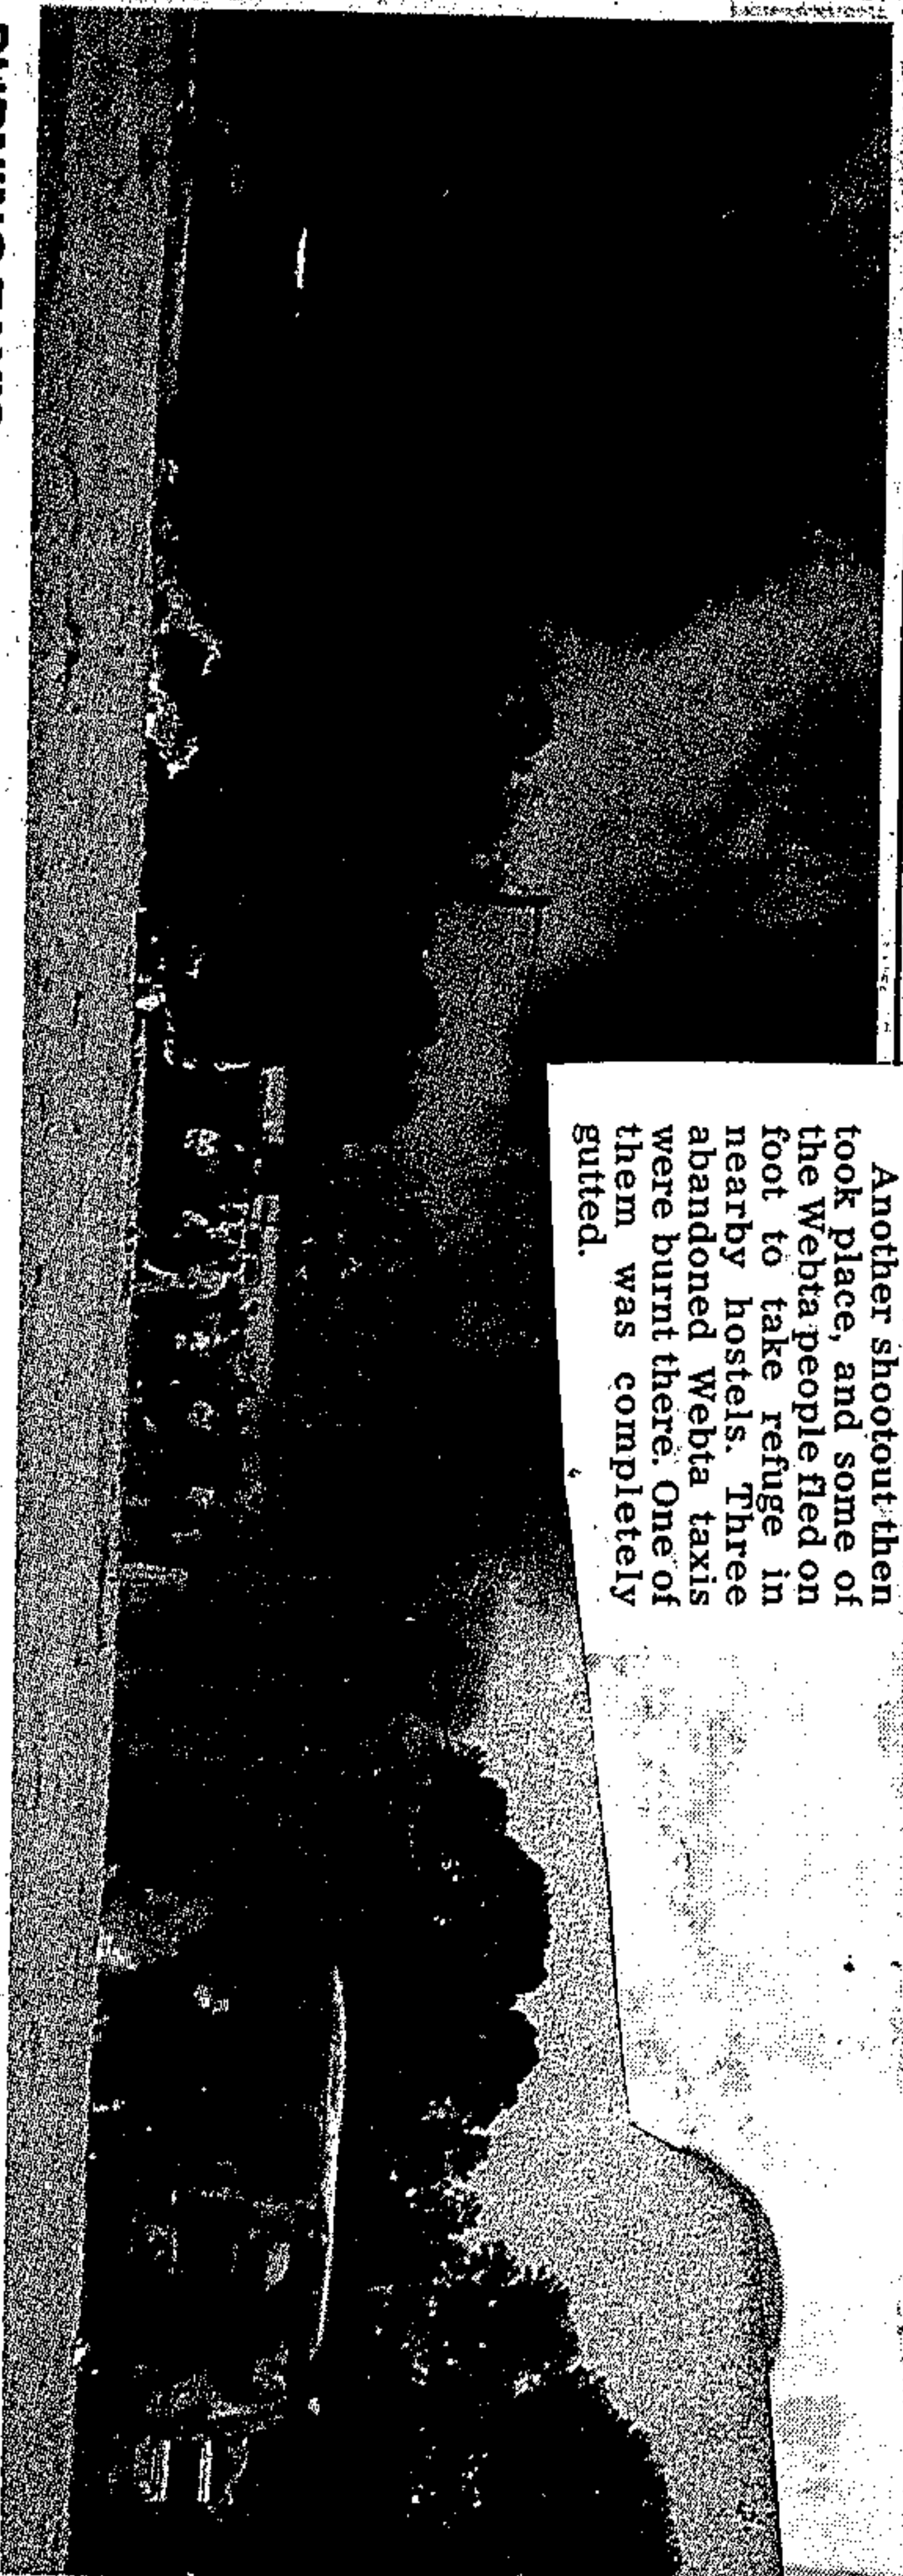 Another shootout then
took place, and some of
the Webta people fled on
foot to take refuge in
nearby hostels. Three
abandoned Webta taxis
were burnt there. One of
them was completely
gutted.